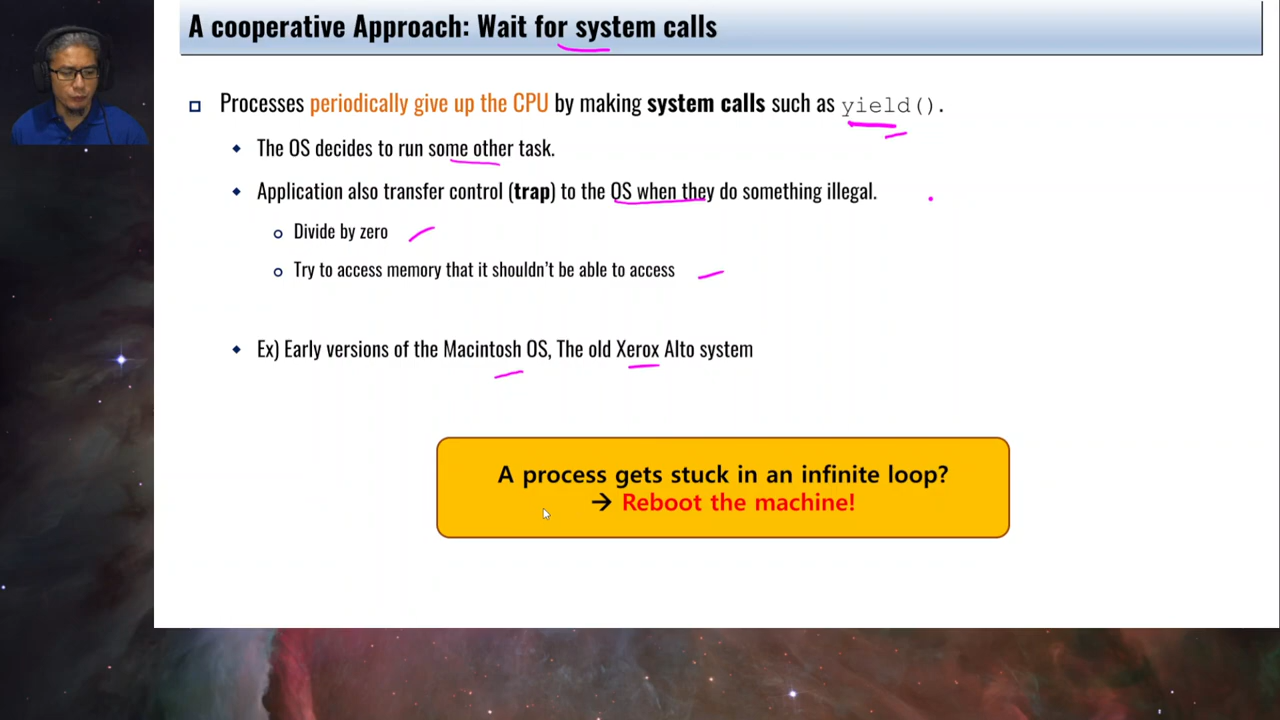 A cooperative Approach: Wait for system calls
Processes periodically give up the CPU by making system calls such as yield().
The OS decides to run some other task.
Application also transfer control (trap) to the OS when they do something illegal.
Divide by zero
Try to access memory that it shouldn't be able to access
Ex) Early versions of the Macintosh OS, The old Xerox Alto system
A process gets stuck in an infinite loop?
→ Reboot the machine!